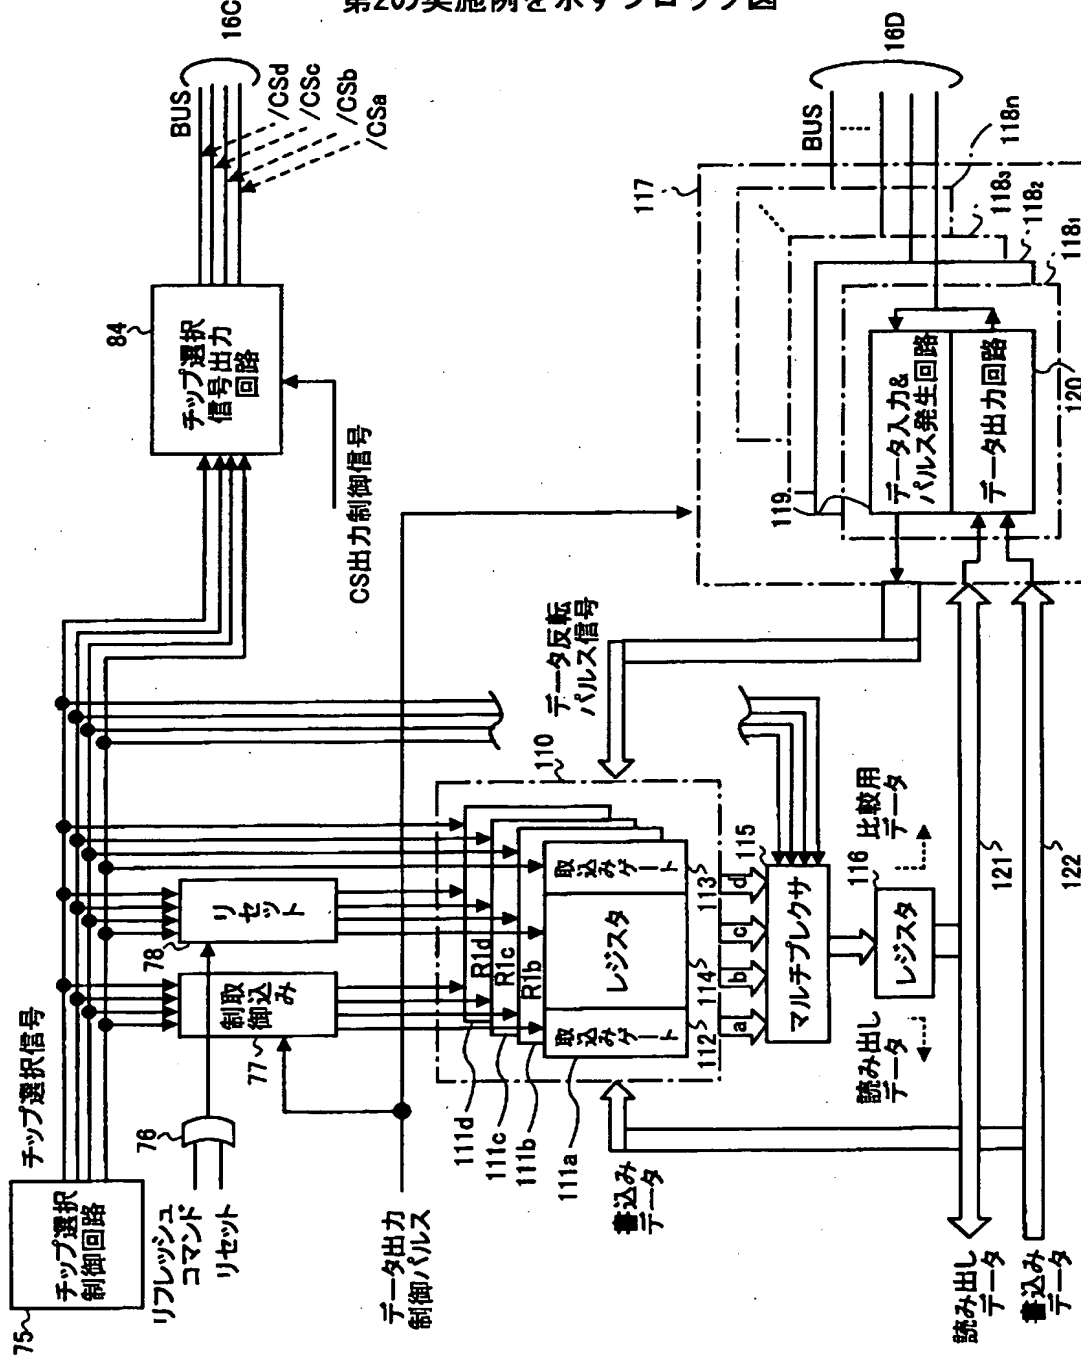 第2の実施例を示すブロック図
75
チップ選択
制御回路
チップ選択信号
リフレッシュ
コマンド
リセット
76
77
取込み
制御
78
リセット
84
チップ選択
信号出力
回路
CS出力制御信号
BUS
16C
/CSd
/CSc
/CSb
/CSa
データ出力
制御パルス
110
111d
111c
111b
111a
R1d
R1c
R1b
取込みゲート
レジスタ
取込みゲート
112
114
113
a
b
c
d
データ反転
パルス信号
書込み
データ
115
マルチプレクサ
116
レジスタ
読み出し
データ
比較用
データ
117
118n
118₃
118₂
118₁
119
データ入力&
パルス発生回路
データ出力回路
120
BUS
16D
121
122
読み出し
データ
書込み
データ